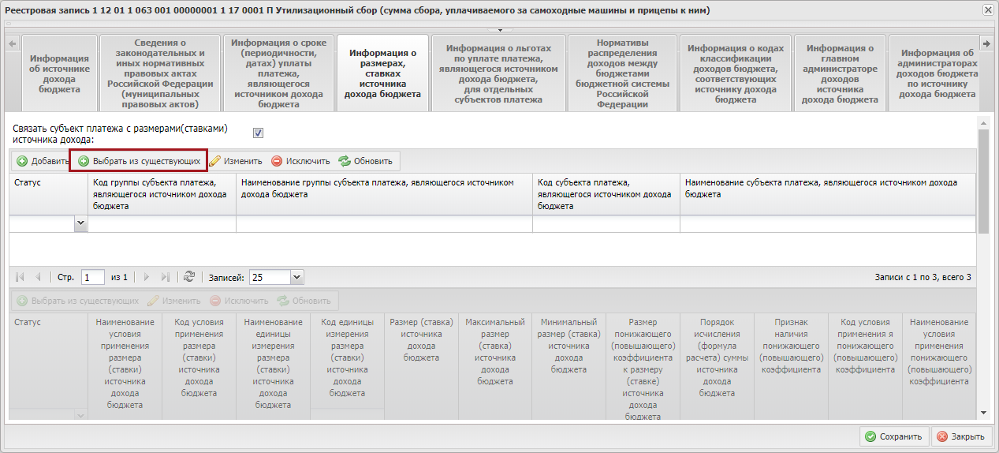 Реестровая запись 1 12 01 1 063 001 00000001 1 17 0001 П Утилизационный сбор (сумма сбора, уплачиваемого за самоходные машины и прицепы к ним)
Информация
об источнике
дохода
бюджета
Сведения о
законодательных и
иных нормативных
правовых актах
Российской Федерации
(муниципальных
правовых актов)
Информация о сроке
(периодичности,
датах) уплаты
платежа,
являющегося
источником дохода
бюджета
Информация о
размерах,
ставках
источника
дохода бюджета
Информация о льготах
по уплате платежа,
являющегося источником
дохода бюджета,
для отдельных
субъектов платежа
Нормативы
распределения
доходов между
бюджетами
бюджетной системы
Российской
Федерации
Информация о кодах
классификации
доходов бюджета,
соответствующих
источнику дохода
бюджета
Информация о
главном
администраторе
доходов
источника
дохода бюджета
Информация об
администраторах
доходов бюджета
по источнику
дохода бюджета
Связать субъект платежа с размерами(ставками)
источника дохода:
Добавить Выбрать из существующих Изменить Исключить Обновить
Статус
Код группы субъекта платежа,
являющегося источником дохода
бюджета
Наименование группы субъекта платежа, являющегося источником
дохода бюджета
Код субъекта платежа,
являющегося источником дохода
бюджета
Наименование субъекта платежа, являющегося источником дохода
бюджета
Стр. 1 из 1 Записей: 25 Записи с 1 по 3, всего 3
Выбрать из существующих Изменить Исключить Обновить
Статус
Наименование
условия
применения
размера
(ставки)
источника
дохода
бюджета
Код условия
применения
размера
(ставки)
источника
дохода
бюджета
Наименование
единицы
измерения
размера
(ставки)
источника
дохода
бюджета
Код единицы
измерения
размера
(ставки)
источника
дохода
бюджета
Размер (ставка)
источника
дохода
бюджета
Максимальный
размер
(ставка)
источника
дохода
бюджета
Минимальный
размер (ставка)
источника
дохода
бюджета
Размер
понижающего
(повышающего)
коэффициента
к размеру
(ставке)
источника
дохода
бюджета
Порядок
исчисления
(формула
расчета) суммы
источника
дохода
бюджета
Признак
наличия
понижающего
(повышающего)
коэффициента
Код условия
применения я
понижающего
(повышающего)
коэффициента
Наименование
условия
применения
понижающего
(повышающего)
коэффициента
Сохранить Закрыть